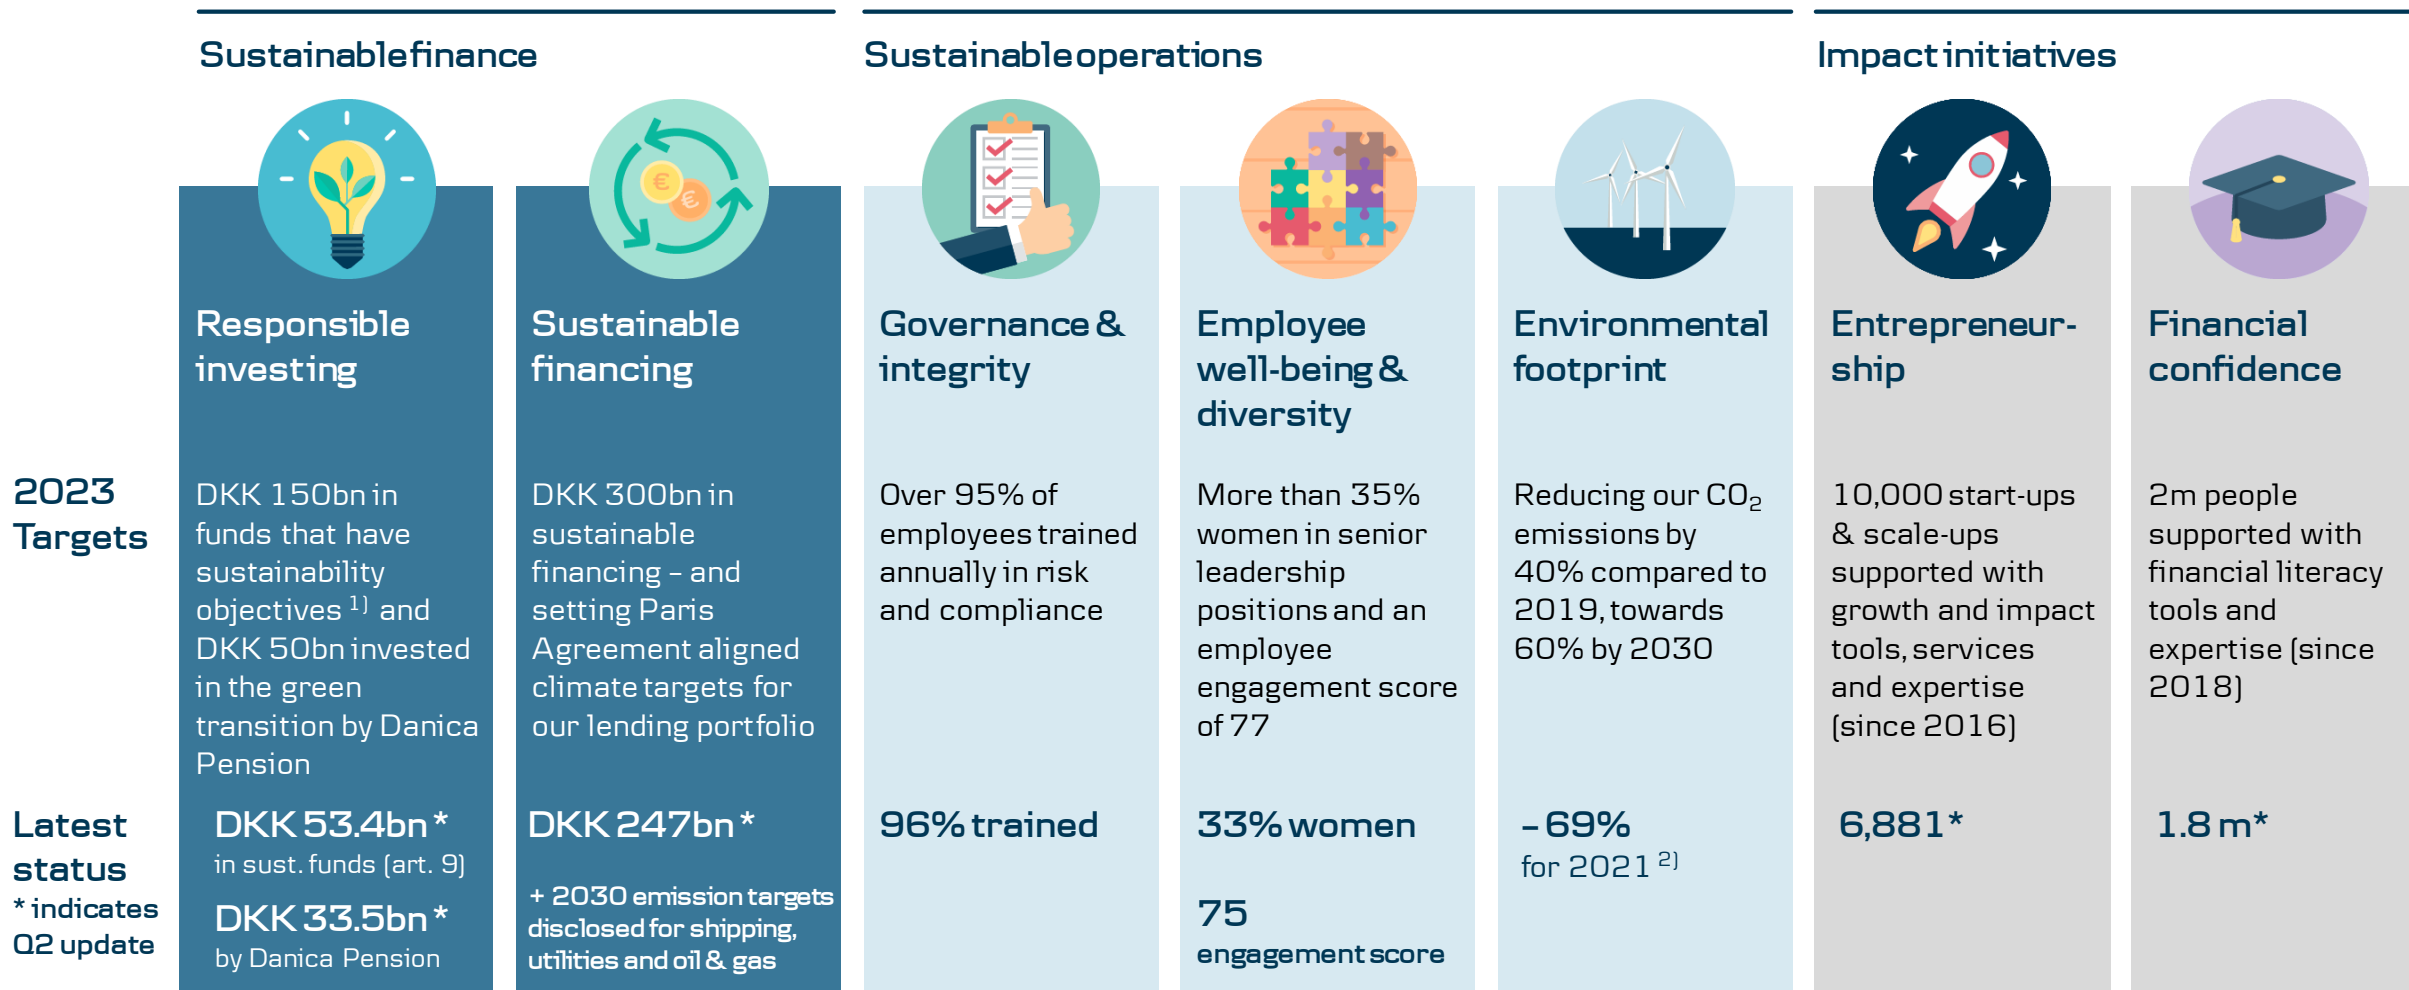 Sustainable finance
Sustainable operations
Impact initiatives
Responsible
investing
Sustainable
financing
Governance &
integrity
Employee
well-being &
diversity
Environmental
footprint
Entrepreneur-
ship
Financial
confidence
2023
Targets
DKK 150bn in
funds that have
sustainability
objectives 1) and
DKK 50bn invested
in the green
transition by Danica
Pension
DKK 300bn in
sustainable
financing – and
setting Paris
Agreement aligned
climate targets for
our lending portfolio
Over 95% of
employees trained
annually in risk
and compliance
More than 35%
women in senior
leadership
positions and an
employee
engagement score
of 77
Reducing our CO₂
emissions by
40% compared to
2019, towards
60% by 2030
10,000 start-ups
& scale-ups
supported with
growth and impact
tools, services
and expertise
(since 2016)
2m people
supported with
financial literacy
tools and
expertise (since
2018)
Latest
status
* indicates
Q2 update
DKK 53.4bn *
in sust. funds (art. 9)
DKK 33.5bn *
by Danica Pension
DKK 247bn *
+ 2030 emission targets
disclosed for shipping,
utilities and oil & gas
96% trained
33% women
75
engagement score
– 69%
for 2021 2)
6,881*
1.8 m*
€
€